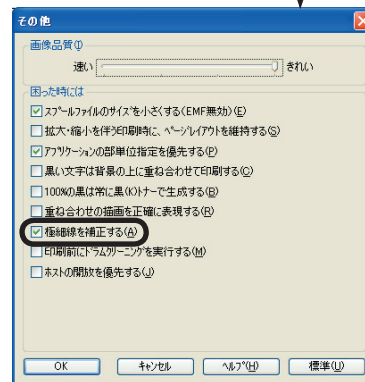 その他
画像品質(I)
速い きれい
困った時には
スプールファイルのサイズを小さくする(EMF無効)(E)
拡大・縮小を伴う印刷時に、ページレイアウトを維持する(S)
アプリケーションの部単位指定を優先する(P)
黒い文字は背景の上に重ね合わせて印刷する(C)
100%の黒は常に黒(K)トナーで生成する(B)
重ね合わせの描画を正確に表現する(R)
極細線を補正する(A)
印刷前にドラムクリーニングを実行する(M)
ホストの開放を優先する(J)
OK キャンセル ヘルプ(H) 標準(U)